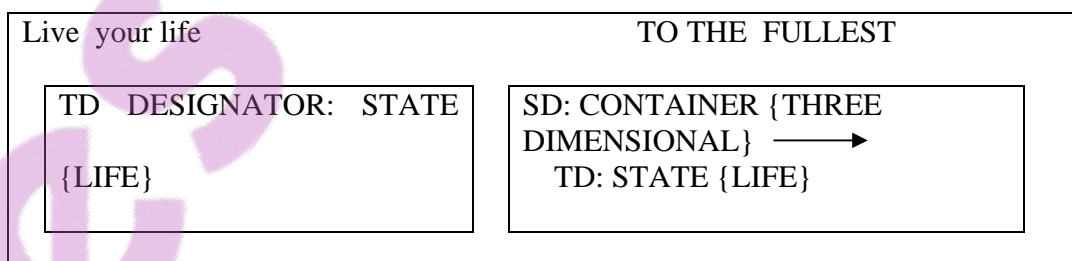 Live your life TO THE FULLEST
TD DESIGNATOR: STATE
{LIFE}
SD: CONTAINER {THREE
DIMENSIONAL}
TD: STATE {LIFE}